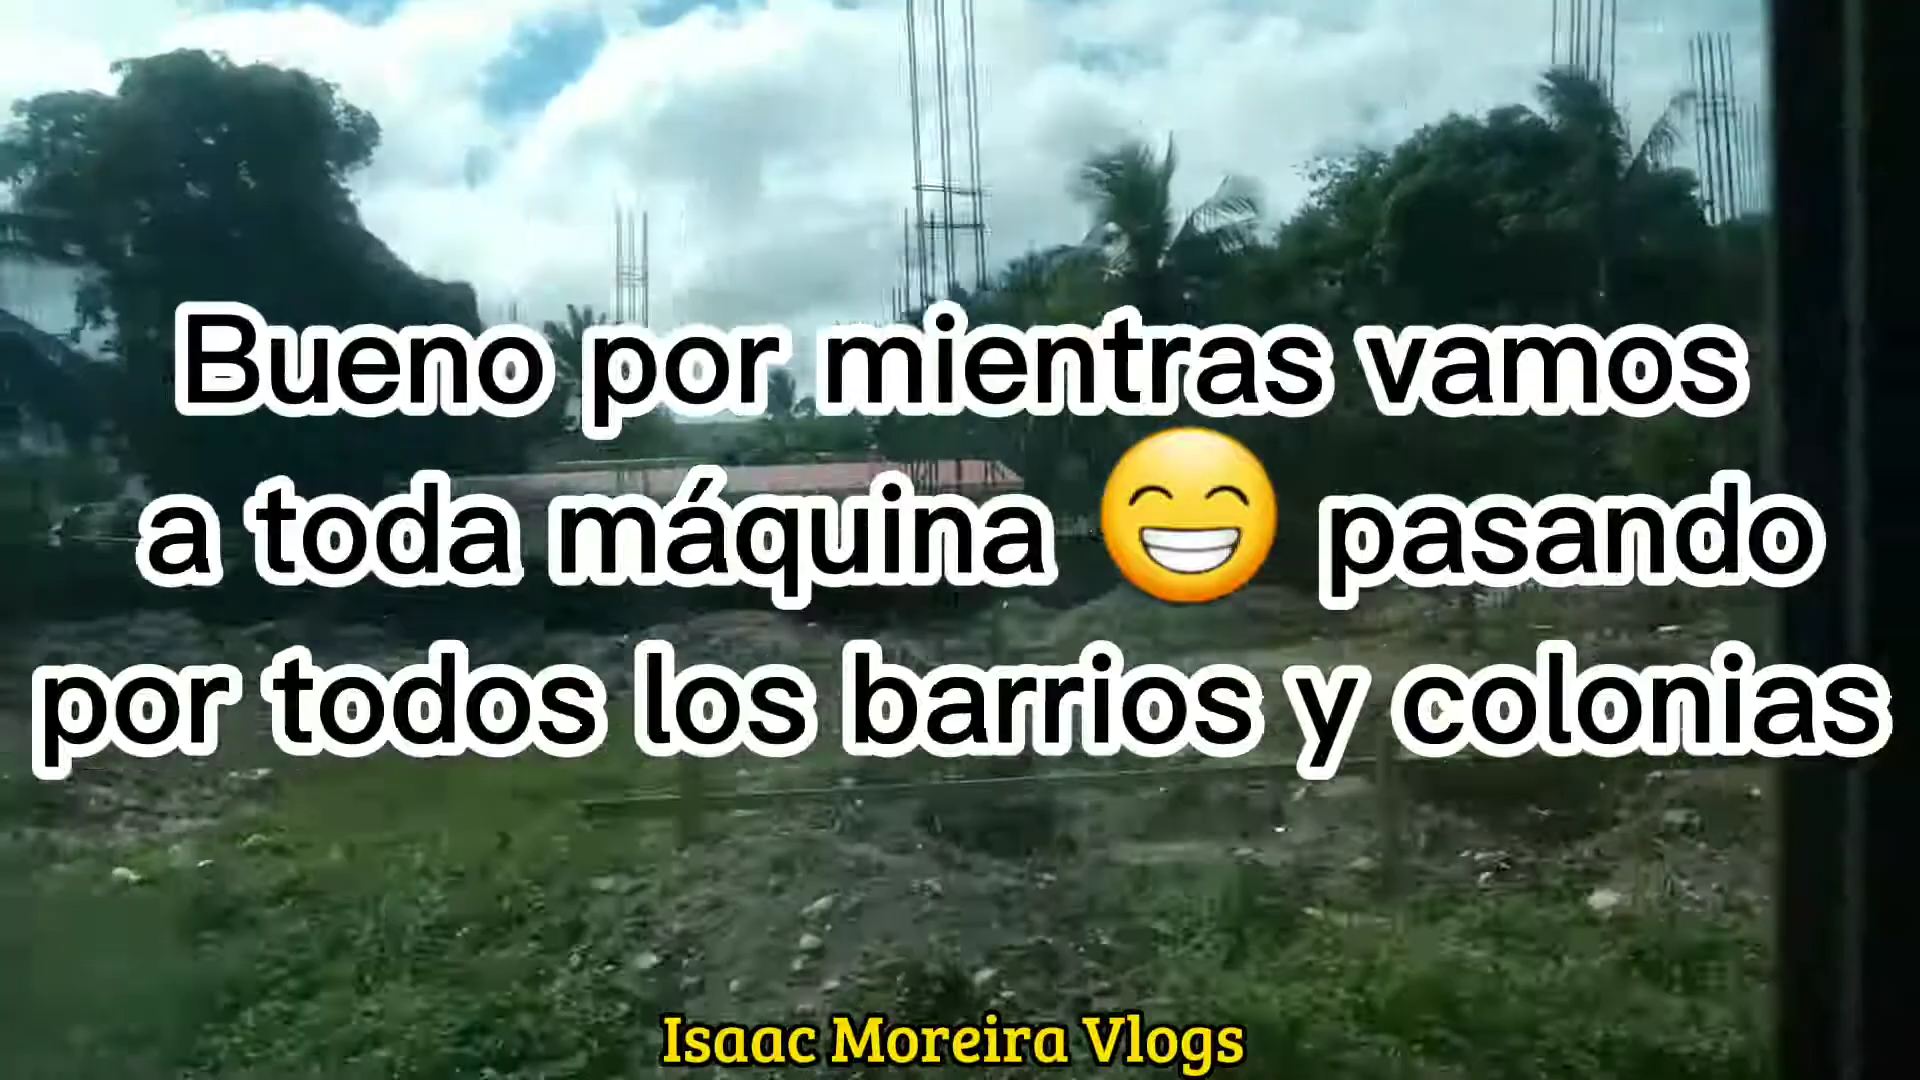 Bueno por mientras vamos
a toda máquina 😁 pasando
por todos los barrios y colonias
Isaac Moreira Vlogs